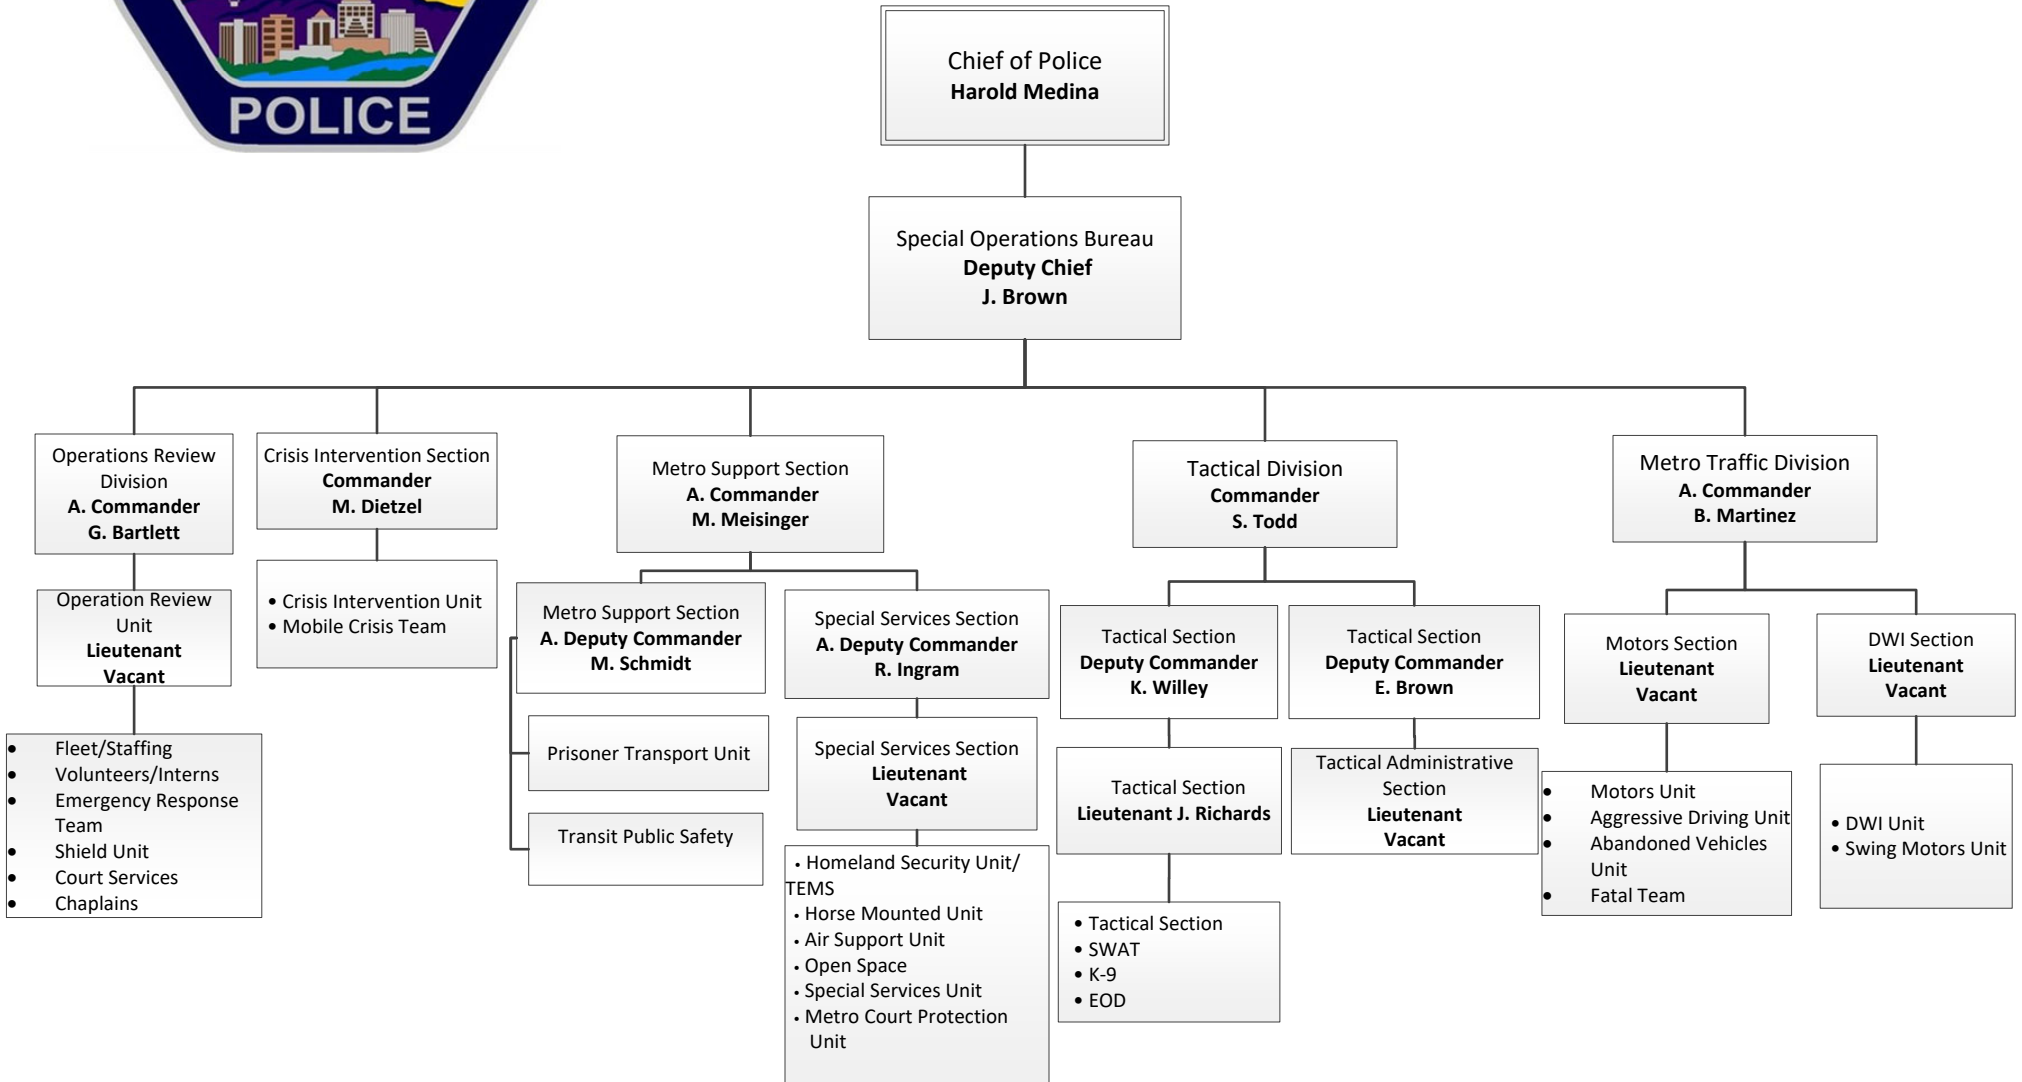 POLICE
Chief of Police
Harold Medina
Special Operations Bureau
Deputy Chief
J. Brown
Operations Review
Division
A. Commander
G. Bartlett
Crisis Intervention Section
Commander
M. Dietzel
Metro Support Section
A. Commander
M. Meisinger
Tactical Division
Commander
S. Todd
Metro Traffic Division
A. Commander
B. Martinez
Operation Review
Unit
Lieutenant
Vacant
• Crisis Intervention Unit
• Mobile Crisis Team
Metro Support Section
A. Deputy Commander
M. Schmidt
Special Services Section
A. Deputy Commander
R. Ingram
Tactical Section
Deputy Commander
K. Willey
Tactical Section
Deputy Commander
E. Brown
Motors Section
Lieutenant
Vacant
DWI Section
Lieutenant
Vacant
• Fleet/Staffing
• Volunteers/Interns
• Emergency Response
Team
• Shield Unit
• Court Services
• Chaplains
Prisoner Transport Unit
Transit Public Safety
Special Services Section
Lieutenant
Vacant
Tactical Section
Lieutenant J. Richards
Tactical Administrative
Section
Lieutenant
Vacant
• Motors Unit
• Aggressive Driving Unit
• Abandoned Vehicles
Unit
• Fatal Team
• DWI Unit
• Swing Motors Unit
• Homeland Security Unit/
TEMS
• Horse Mounted Unit
• Air Support Unit
• Open Space
• Special Services Unit
• Metro Court Protection
Unit
• Tactical Section
• SWAT
• K-9
• EOD